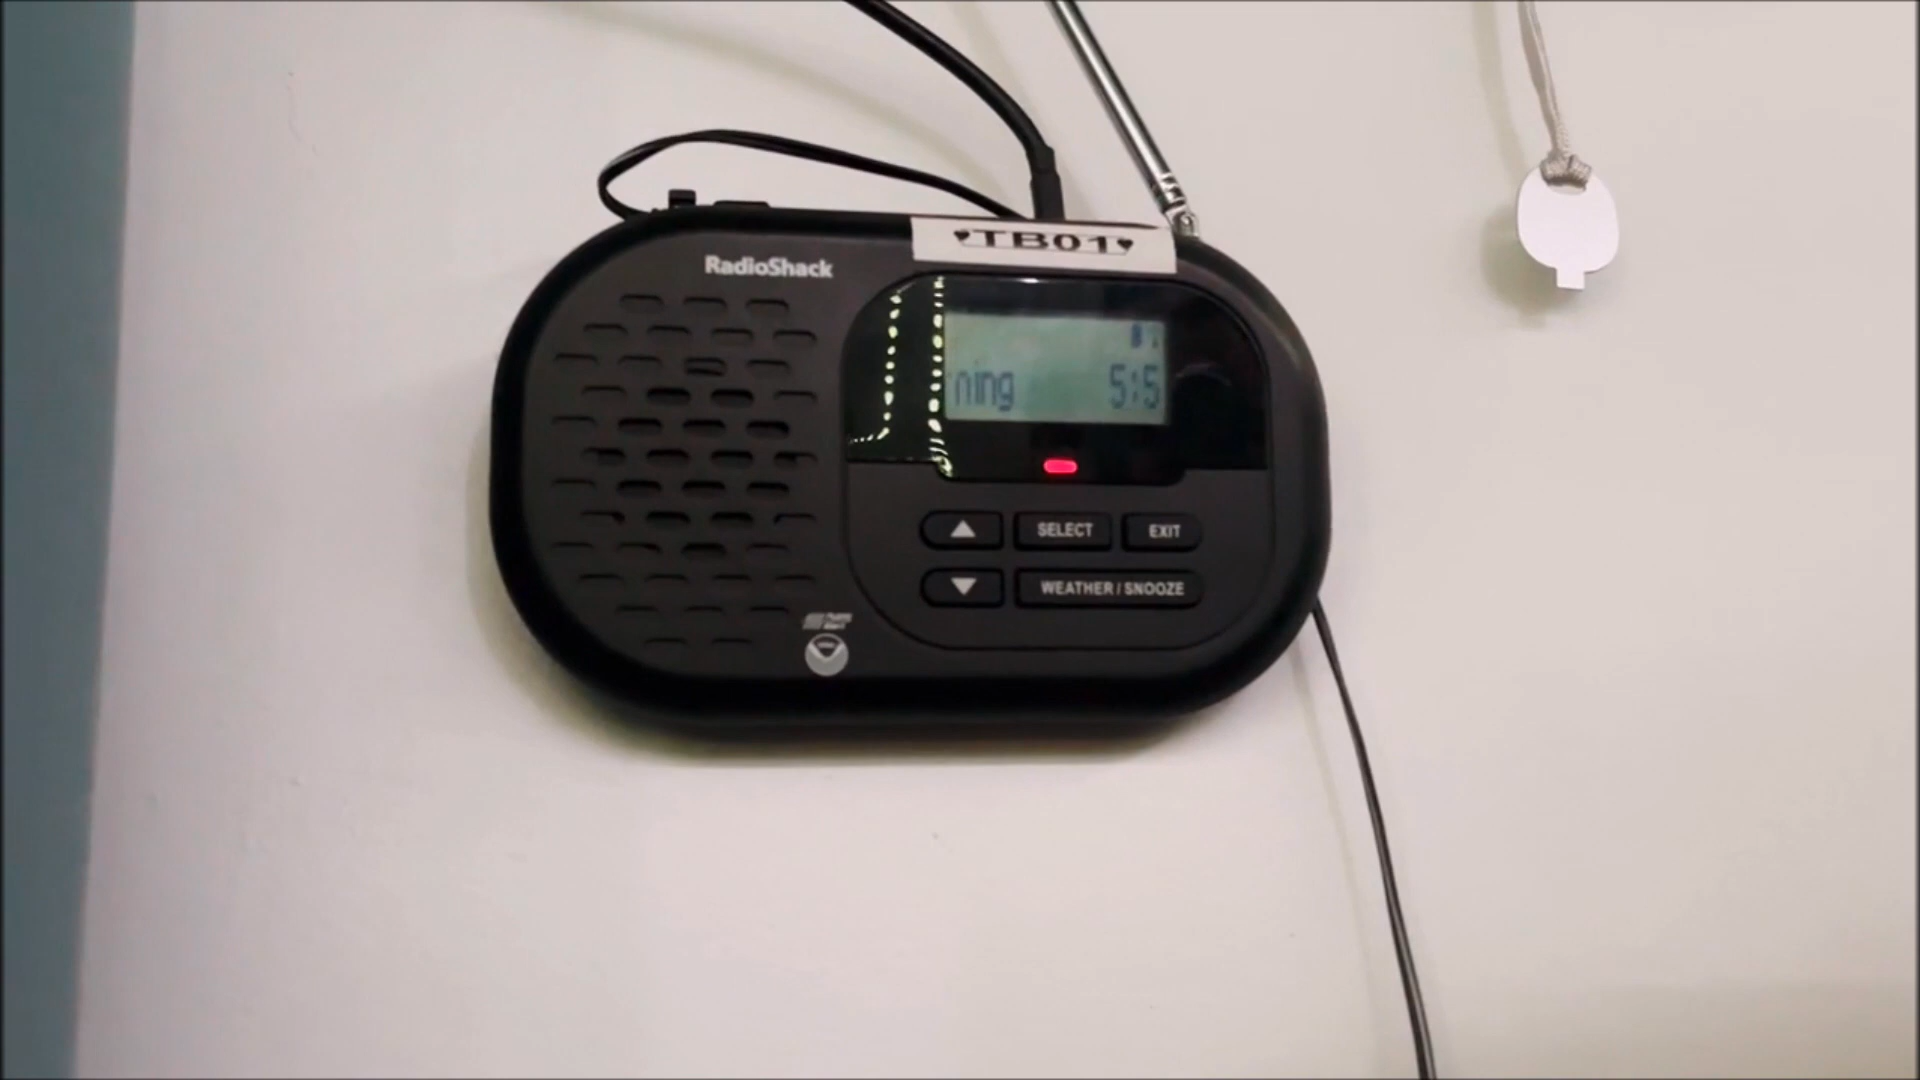 ♥TB01♥
RadioShack
ning 5:5
SELECT EXIT
WEATHER / SNOOZE